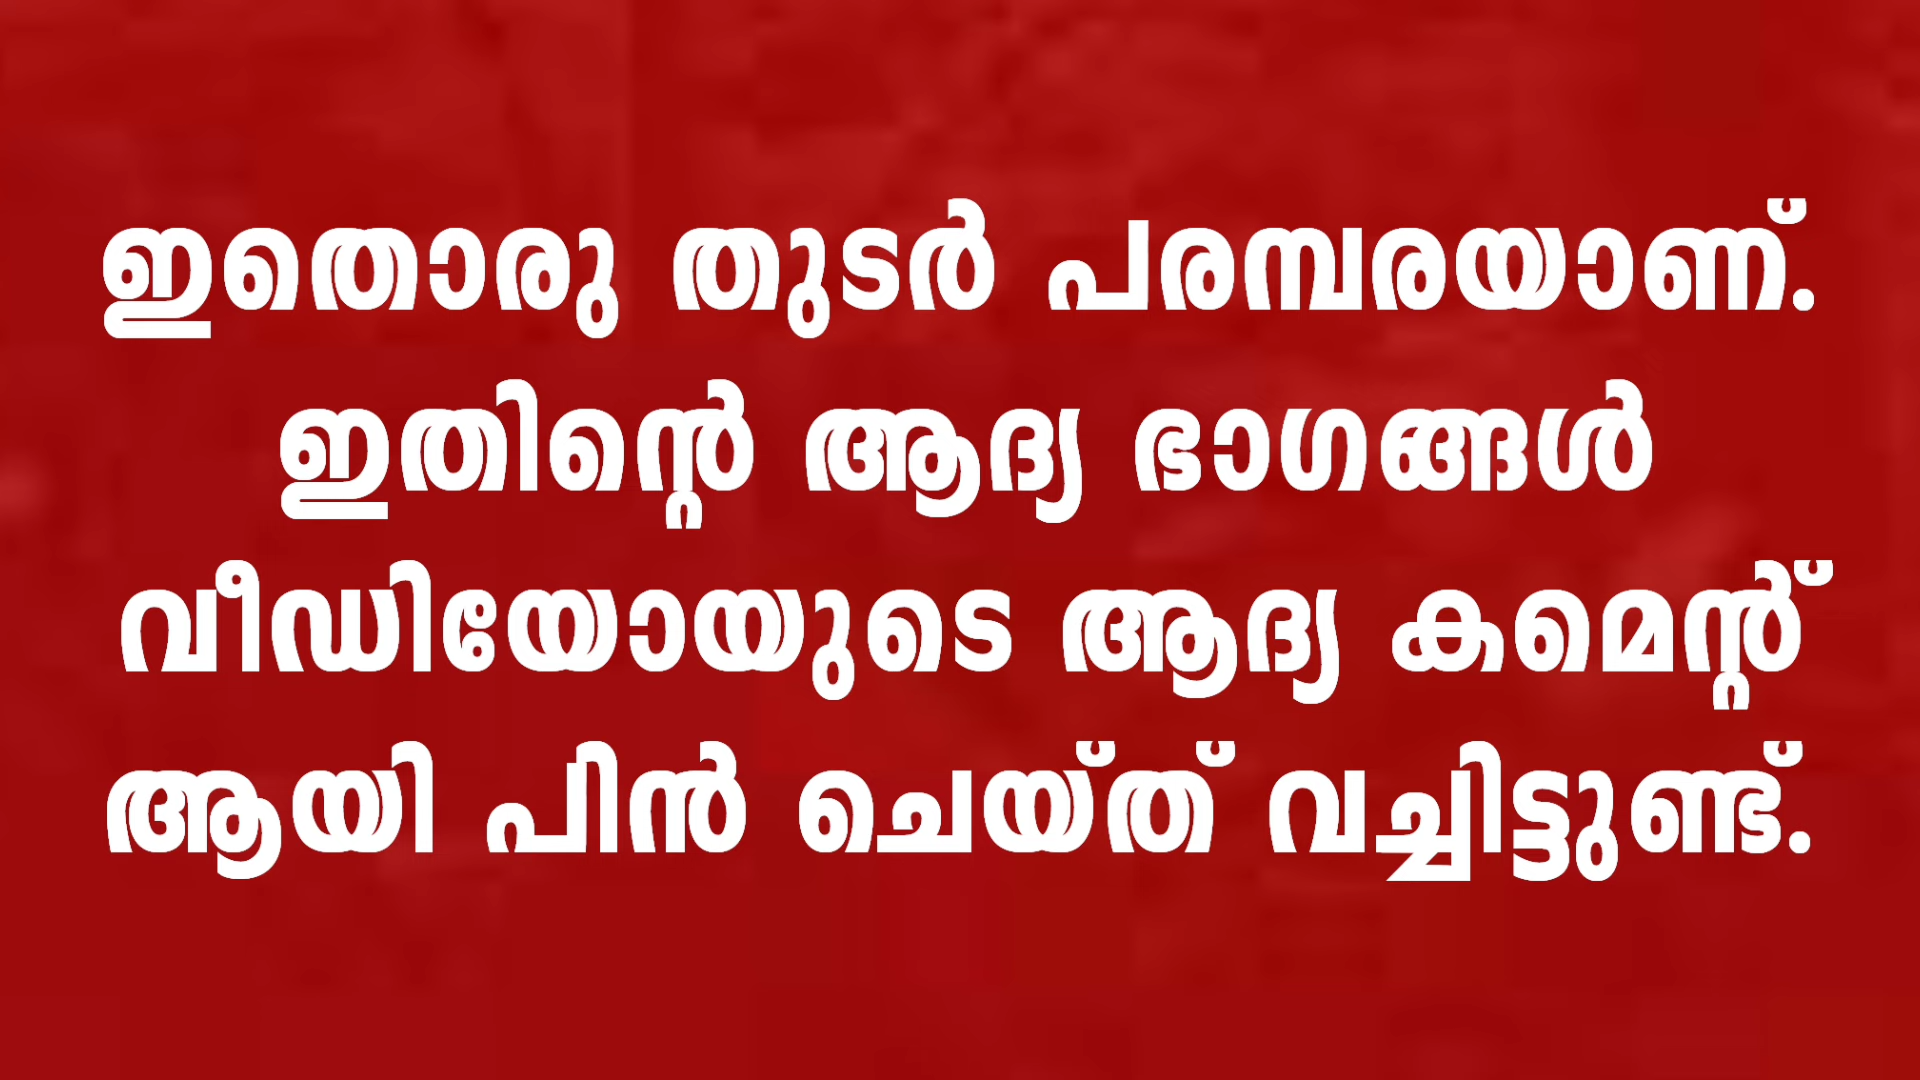 ഇതൊരു തുടർ പരമ്പരയാണ്.
ഇതിന്റെ ആദ്യ ഭാഗങ്ങൾ
വീഡിയോയുടെ ആദ്യ കമെന്റ്
ആയി പിൻ ചെയ്ത് വച്ചിട്ടുണ്ട്.